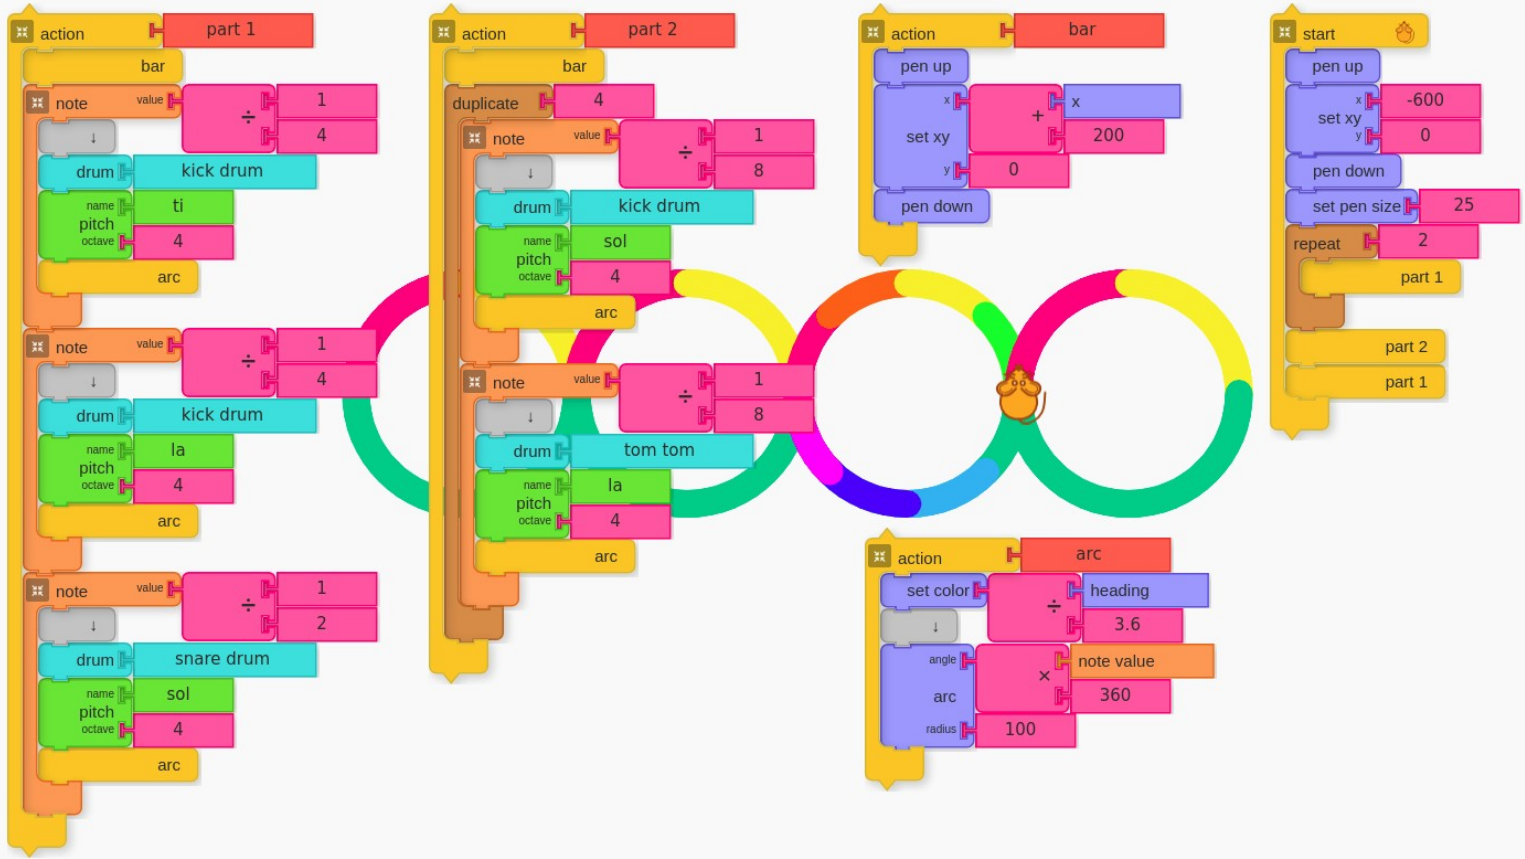 action part 1
bar
note value 1
÷
4
↓
drum kick drum
name ti
pitch
octave 4
arc
note value 1
÷
4
↓
drum kick drum
name la
pitch
octave 4
arc
note value 1
÷
2
↓
drum snare drum
name sol
pitch
octave 4
arc
action part 2
bar
duplicate 4
note value 1
÷
8
↓
drum kick drum
name sol
pitch
octave 4
arc
note value 1
÷
8
↓
drum tom tom
name la
pitch
octave 4
arc
action bar
pen up
x x
set xy +
200
y 0
pen down
action arc
set color heading
÷
3.6
↓
angle note value
arc ×
360
radius 100
start
pen up
x -600
set xy
y 0
pen down
set pen size 25
repeat 2
part 1
part 2
part 1